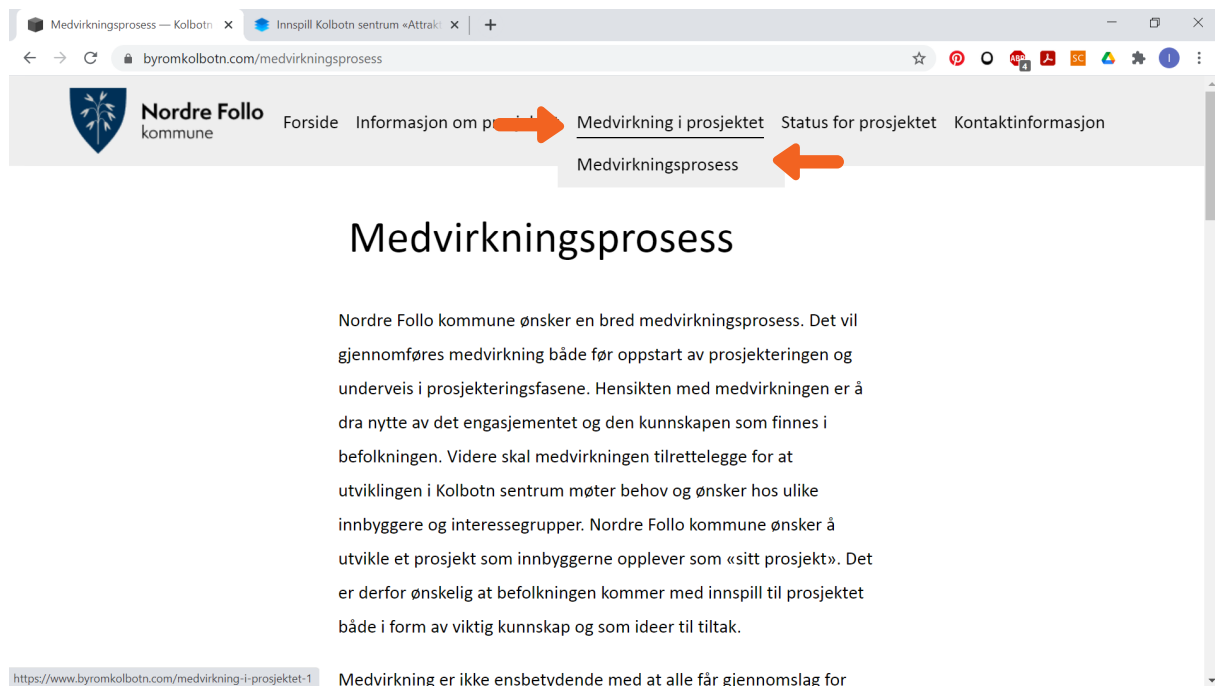 Medvirkningsprosess — Kolbotn
Innspill Kolbotn sentrum «Attrakt
byromkolbotn.com/medvirkningsprosess
ABP
4
SC
I
Nordre Follo
kommune
Forside Informasjon om Medvirkning i prosjektet Status for prosjektet Kontaktinformasjon
Medvirkningsprosess
Medvirkningsprosess
Nordre Follo kommune ønsker en bred medvirkningsprosess. Det vil
gjennomføres medvirkning både før oppstart av prosjekteringen og
underveis i prosjekteringsfasene. Hensikten med medvirkningen er å
dra nytte av det engasjementet og den kunnskapen som finnes i
befolkningen. Videre skal medvirkningen tilrettelegge for at
utviklingen i Kolbotn sentrum møter behov og ønsker hos ulike
innbyggere og interessegrupper. Nordre Follo kommune ønsker å
utvikle et prosjekt som innbyggerne opplever som «sitt prosjekt». Det
er derfor ønskelig at befolkningen kommer med innspill til prosjektet
både i form av viktig kunnskap og som ideer til tiltak.
Medvirkning er ikke ensbetydende med at alle får gjennomslag for
https://www.byromkolbotn.com/medvirkning-i-prosjektet-1